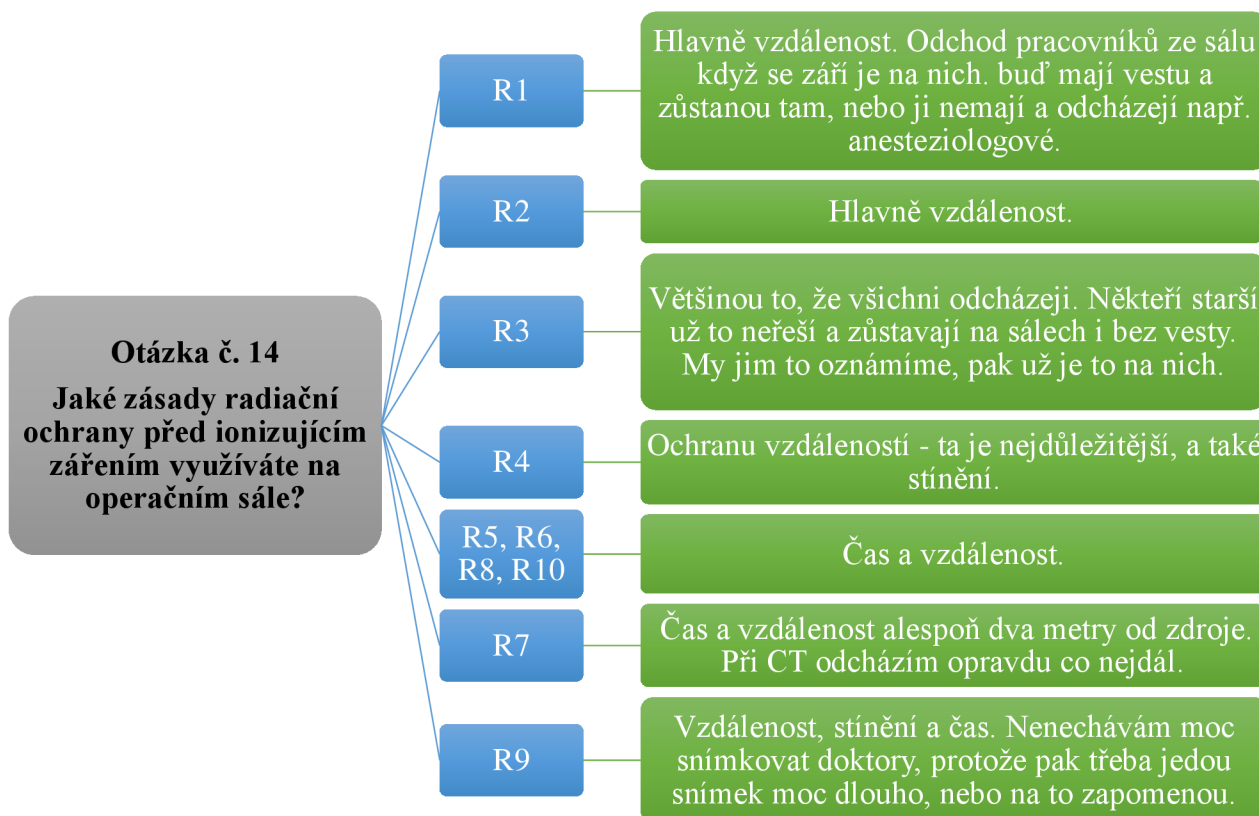 Otázka č. 14
Jaké zásady radiační
ochrany před ionizujícím
zářením využíváte na
operačním sále?
R1
Hlavně vzdálenost. Odchod pracovníků ze sálu
když se září je na nich. buď mají vestu a
zůstanou tam, nebo ji nemají a odcházejí např.
anesteziologové.
R2
Hlavně vzdálenost.
R3
Většinou to, že všichni odcházeji. Někteří starší
už to neřeší a zůstavají na sálech i bez vesty.
My jim to oznámíme, pak už je to na nich.
R4
Ochranu vzdáleností - ta je nejdůležitější, a také
stínění.
R5, R6,
R8, R10
Čas a vzdálenost.
R7
Čas a vzdálenost alespoň dva metry od zdroje.
Při CT odcházím opravdu co nejdál.
R9
Vzdálenost, stínění a čas. Nenechávám moc
snímkovat doktory, protože pak třeba jedou
snímek moc dlouho, nebo na to zapomenou.